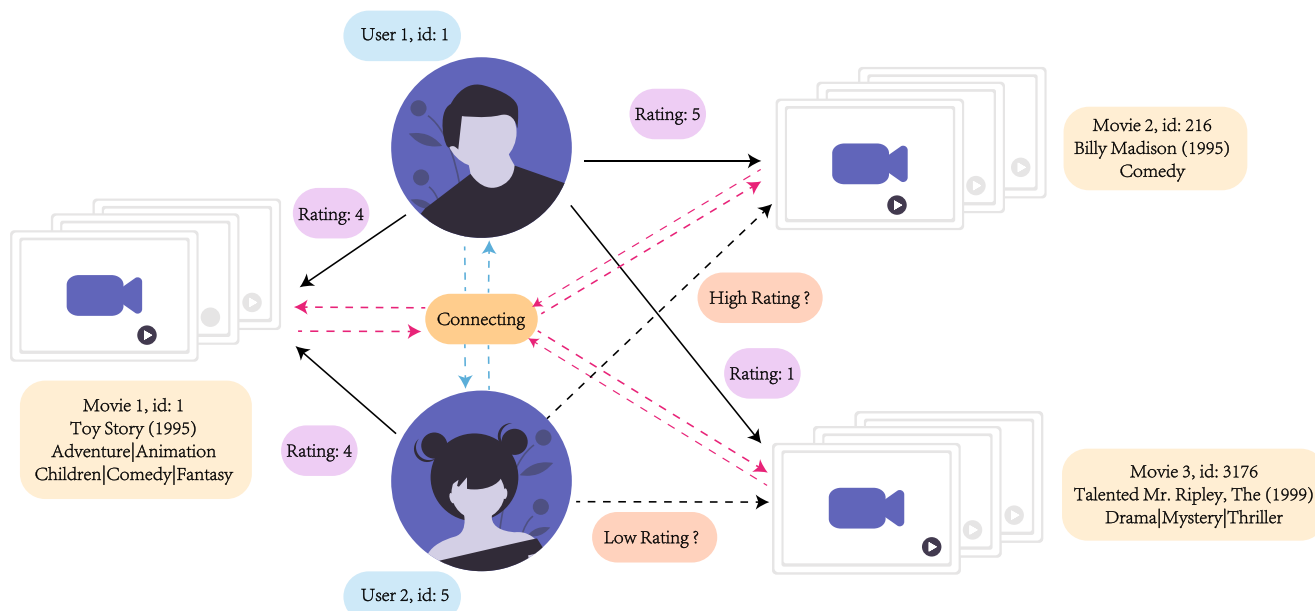 User 1, id: 1
Rating: 5
Movie 2, id: 216
Billy Madison (1995)
Comedy
Rating: 4
High Rating ?
Connecting
Rating: 1
Movie 1, id: 1
Toy Story (1995)
Adventure|Animation
Children|Comedy|Fantasy
Rating: 4
Movie 3, id: 3176
Talented Mr. Ripley, The (1999)
Drama|Mystery|Thriller
Low Rating ?
User 2, id: 5